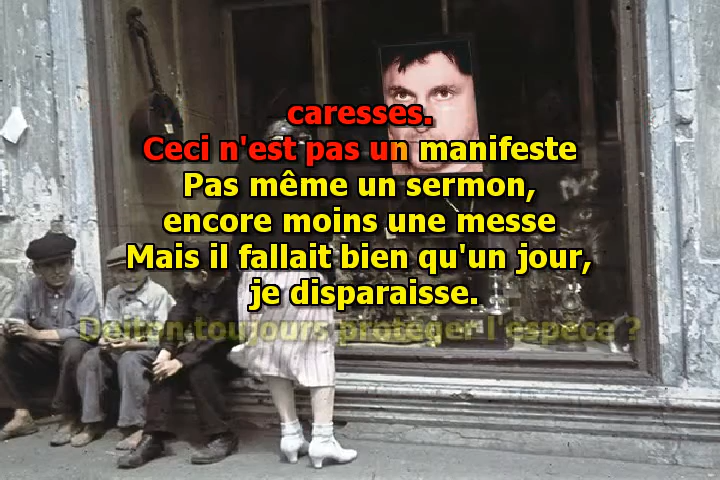 caresses.
Ceci n'est pas un manifeste
Pas même un sermon,
encore moins une messe
Mais il fallait bien qu'un jour,
je disparaisse.
Doit-on toujours protéger l'espèce ?